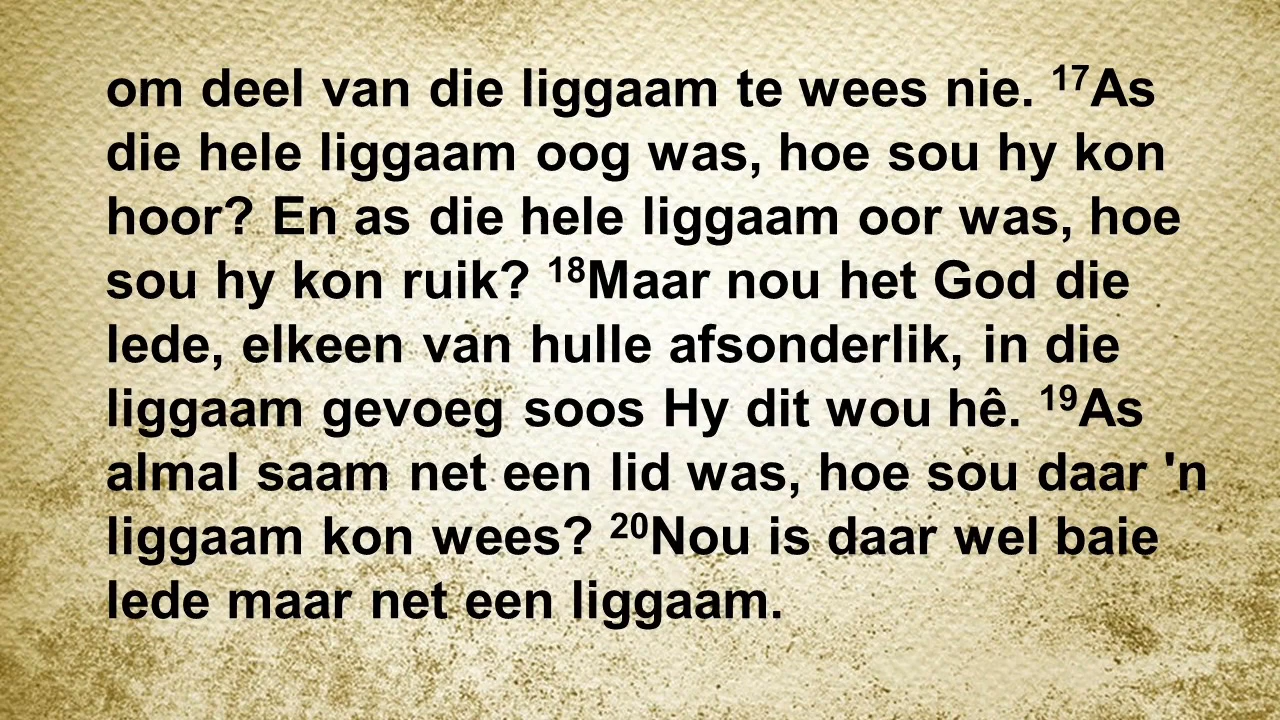 om deel van die liggaam te wees nie. ¹⁷As
die hele liggaam oog was, hoe sou hy kon
hoor? En as die hele liggaam oor was, hoe
sou hy kon ruik? ¹⁸Maar nou het God die
lede, elkeen van hulle afsonderlik, in die
liggaam gevoeg soos Hy dit wou hê. ¹⁹As
almal saam net een lid was, hoe sou daar 'n
liggaam kon wees? ²⁰Nou is daar wel baie
lede maar net een liggaam.